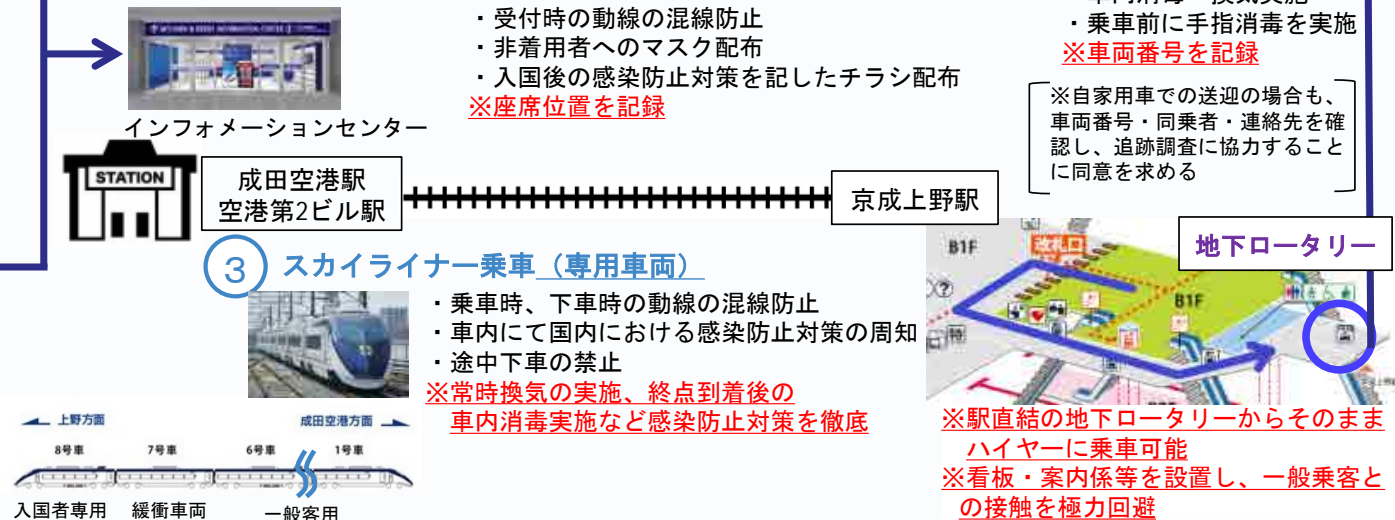 ・受付時の動線の混線防止
・非着用者へのマスク配布
・入国後の感染防止対策を記したチラシ配布
※座席位置を記録
インフォメーションセンター
・乗車前に手指消毒を実施
※車両番号を記録
※自家用車での送迎の場合も、
車両番号・同乗者・連絡先を確
認し、追跡調査に協力すること
に同意を求める
STATION
成田空港駅
空港第2ビル駅
京成上野駅
3 スカイライナー乗車（専用車両）
・乗車時、下車時の動線の混線防止
・車内にて国内における感染防止対策の周知
・途中下車の禁止
※常時換気の実施、終点到着後の
車内消毒実施など感染防止対策を徹底
上野方面
成田空港方面
8号車
7号車
6号車
1号車
入国者専用
緩衝車両
一般客用
地下ロータリー
B1F
改札口
B1F
特
※駅直結の地下ロータリーからそのまま
ハイヤーに乗車可能
※看板・案内係等を設置し、一般乗客と
の接触を極力回避